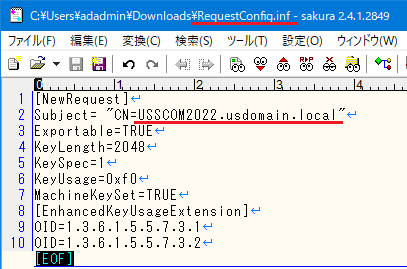 C:¥Users¥adadmin¥Downloads¥RequestConfig.inf - sakura 2.4.1.2849
ファイル(F) 編集(E) 変換(C) 検索(S) ツール(T) 設定(O) ウィンドウ(W)
0 1 2 3 4
1 [NewRequest]↵
2 Subject= "CN=USSCOM2022.usdomain.local"↵
3 Exportable=TRUE↵
4 KeyLength=2048↵
5 KeySpec=1↵
6 KeyUsage=0xf0↵
7 MachineKeySet=TRUE↵
8 [EnhancedKeyUsageExtension]↵
9 OID=1.3.6.1.5.5.7.3.1↵
10 OID=1.3.6.1.5.5.7.3.2↵
[EOF]